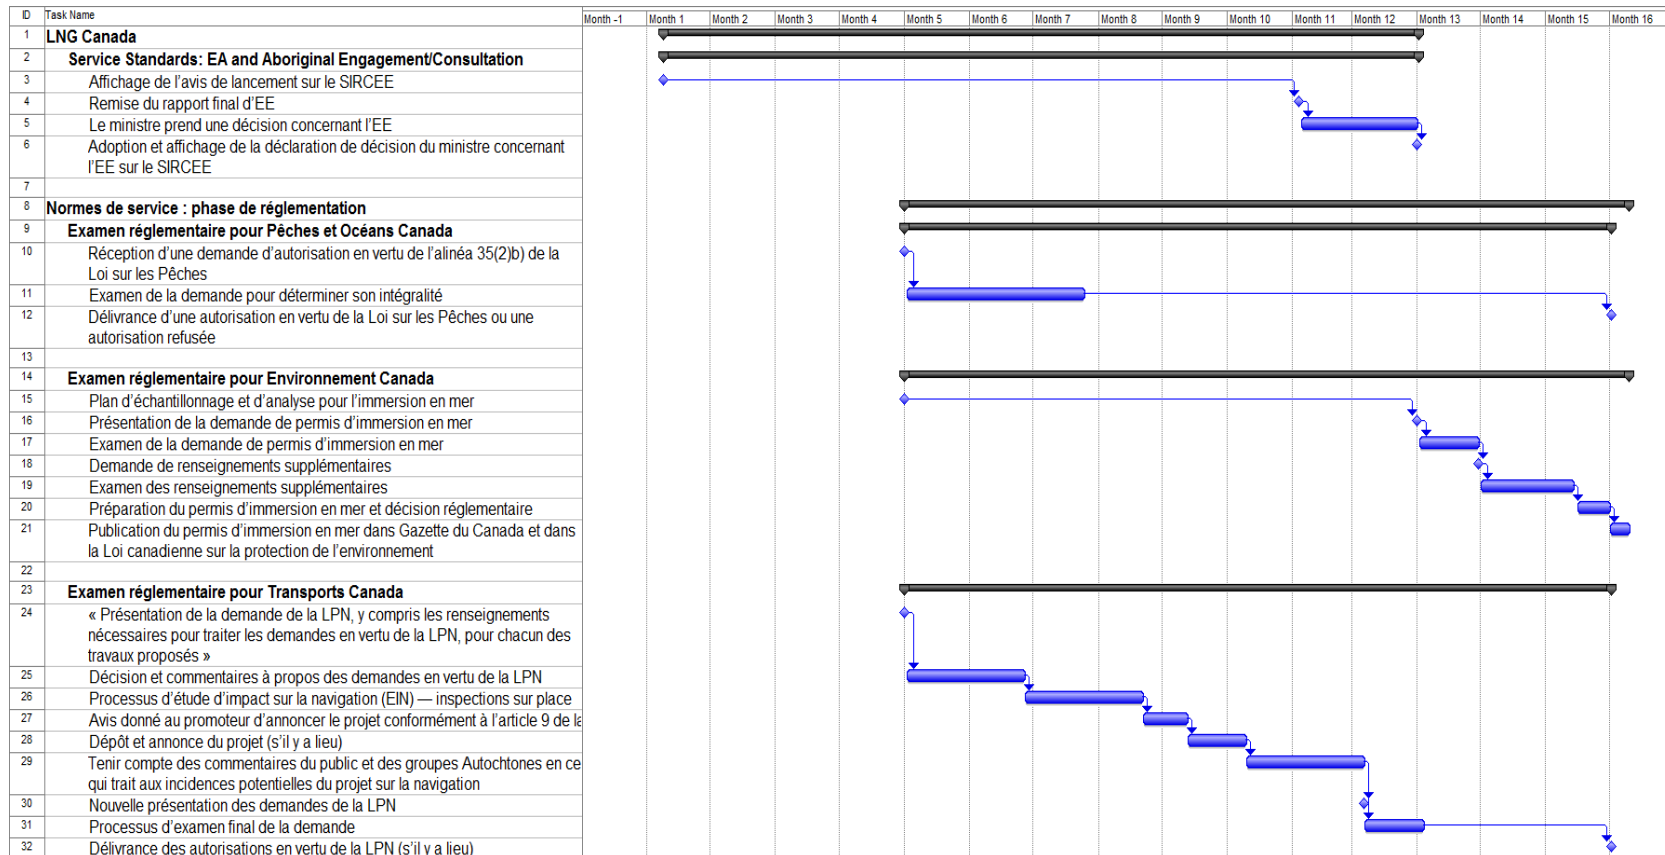 ID Task Name Month -1 Month 1 Month 2 Month 3 Month 4 Month 5 Month 6 Month 7 Month 8 Month 9 Month 10 Month 11 Month 12 Month 13 Month 14 Month 15 Month 16
1 LNG Canada
2 Service Standards: EA and Aboriginal Engagement/Consultation
3 Affichage de l’avis de lancement sur le SIRCEE
4 Remise du rapport final d’EE
5 Le ministre prend une décision concernant l’EE
6 Adoption et affichage de la déclaration de décision du ministre concernant
l’EE sur le SIRCEE
7
8 Normes de service : phase de réglementation
9 Examen réglementaire pour Pêches et Océans Canada
10 Réception d’une demande d’autorisation en vertu de l’alinéa 35(2)b) de la
Loi sur les Pêches
11 Examen de la demande pour déterminer son intégralité
12 Délivrance d’une autorisation en vertu de la Loi sur les Pêches ou une
autorisation refusée
13
14 Examen réglementaire pour Environnement Canada
15 Plan d’échantillonnage et d’analyse pour l’immersion en mer
16 Présentation de la demande de permis d’immersion en mer
17 Examen de la demande de permis d’immersion en mer
18 Demande de renseignements supplémentaires
19 Examen des renseignements supplémentaires
20 Préparation du permis d’immersion en mer et décision réglementaire
21 Publication du permis d’immersion en mer dans Gazette du Canada et dans
la Loi canadienne sur la protection de l’environnement
22
23 Examen réglementaire pour Transports Canada
24 « Présentation de la demande de la LPN, y compris les renseignements
nécessaires pour traiter les demandes en vertu de la LPN, pour chacun des
travaux proposés »
25 Décision et commentaires à propos des demandes en vertu de la LPN
26 Processus d’étude d’impact sur la navigation (EIN) — inspections sur place
27 Avis donné au promoteur d’annoncer le projet conformément à l’article 9 de la
28 Dépôt et annonce du projet (s’il y a lieu)
29 Tenir compte des commentaires du public et des groupes Autochtones en ce
qui trait aux incidences potentielles du projet sur la navigation
30 Nouvelle présentation des demandes de la LPN
31 Processus d’examen final de la demande
32 Délivrance des autorisations en vertu de la LPN (s’il y a lieu)